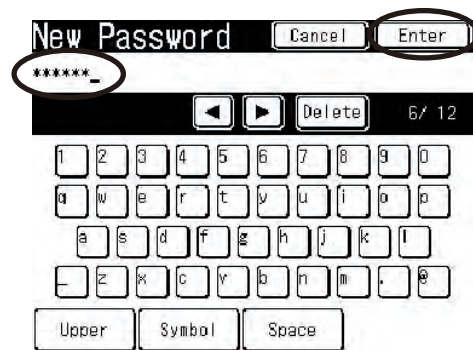 New Password Cancel Enter
******_
◀ ▶ Delete 6/ 12
1 2 3 4 5 6 7 8 9 0
q w e r t y u i o p
a s d f g h j k l
_ z x c v b n m . @
Upper Symbol Space